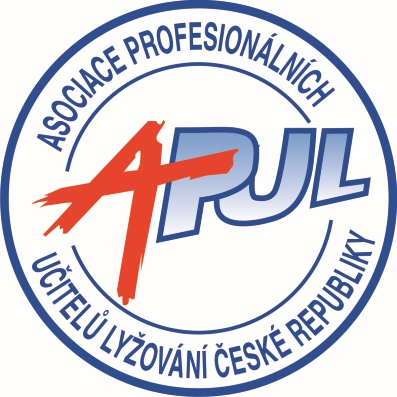 ASOCIACE PROFESIONÁLNÍCH
APUL
UČITELŮ LYŽOVÁNÍ ČESKÉ REPUBLIKY